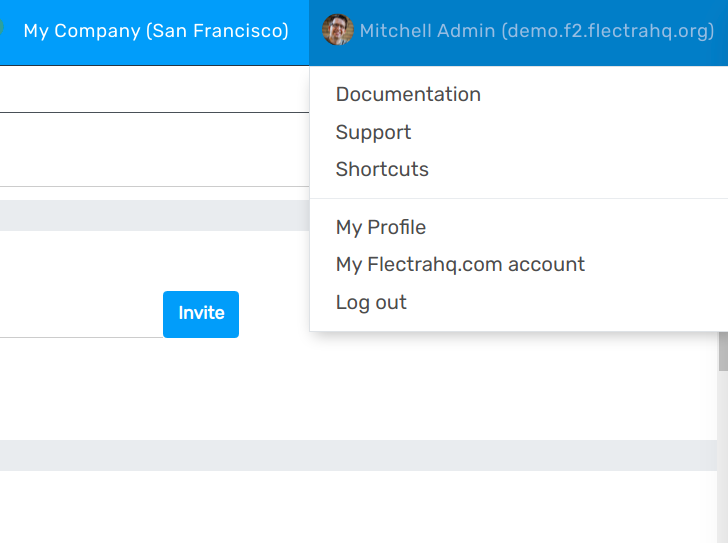 My Company (San Francisco)
Mitchell Admin (demo.f2.flectrahq.org)
Documentation
Support
Shortcuts
My Profile
My Flectrahq.com account
Log out
Invite